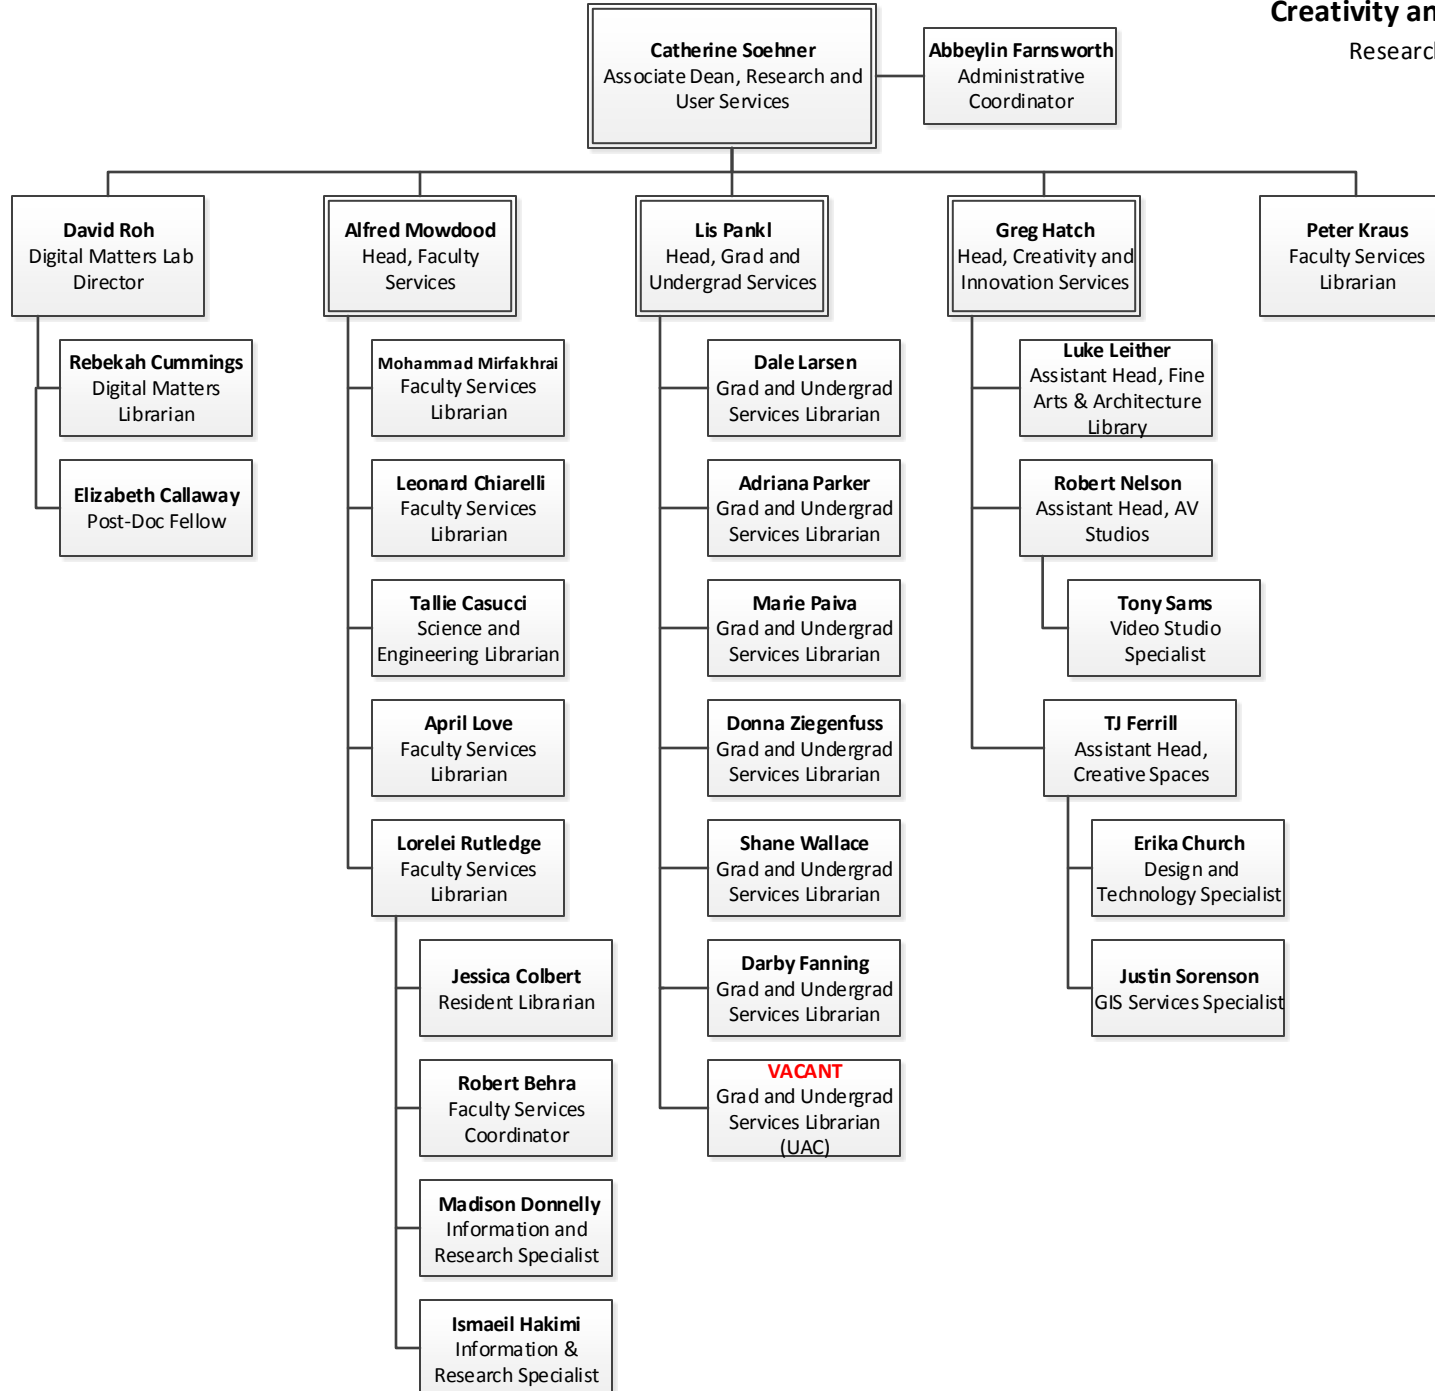 Creativity an
Research
Catherine Soehner
Associate Dean, Research and
User Services
Abbeylin Farnsworth
Administrative
Coordinator
David Roh
Digital Matters Lab
Director
Alfred Mowdood
Head, Faculty
Services
Lis Pankl
Head, Grad and
Undergrad Services
Greg Hatch
Head, Creativity and
Innovation Services
Peter Kraus
Faculty Services
Librarian
Rebekah Cummings
Digital Matters
Librarian
Elizabeth Callaway
Post-Doc Fellow
Mohammad Mirfakhrai
Faculty Services
Librarian
Leonard Chiarelli
Faculty Services
Librarian
Tallie Casucci
Science and
Engineering Librarian
April Love
Faculty Services
Librarian
Lorelei Rutledge
Faculty Services
Librarian
Jessica Colbert
Resident Librarian
Robert Behra
Faculty Services
Coordinator
Madison Donnelly
Information and
Research Specialist
Ismaeil Hakimi
Information &
Research Specialist
Dale Larsen
Grad and Undergrad
Services Librarian
Adriana Parker
Grad and Undergrad
Services Librarian
Marie Paiva
Grad and Undergrad
Services Librarian
Donna Ziegenfuss
Grad and Undergrad
Services Librarian
Shane Wallace
Grad and Undergrad
Services Librarian
Darby Fanning
Grad and Undergrad
Services Librarian
VACANT
Grad and Undergrad
Services Librarian
(UAC)
Luke Leither
Assistant Head, Fine
Arts & Architecture
Library
Robert Nelson
Assistant Head, AV
Studios
Tony Sams
Video Studio
Specialist
TJ Ferrill
Assistant Head,
Creative Spaces
Erika Church
Design and
Technology Specialist
Justin Sorenson
GIS Services Specialist